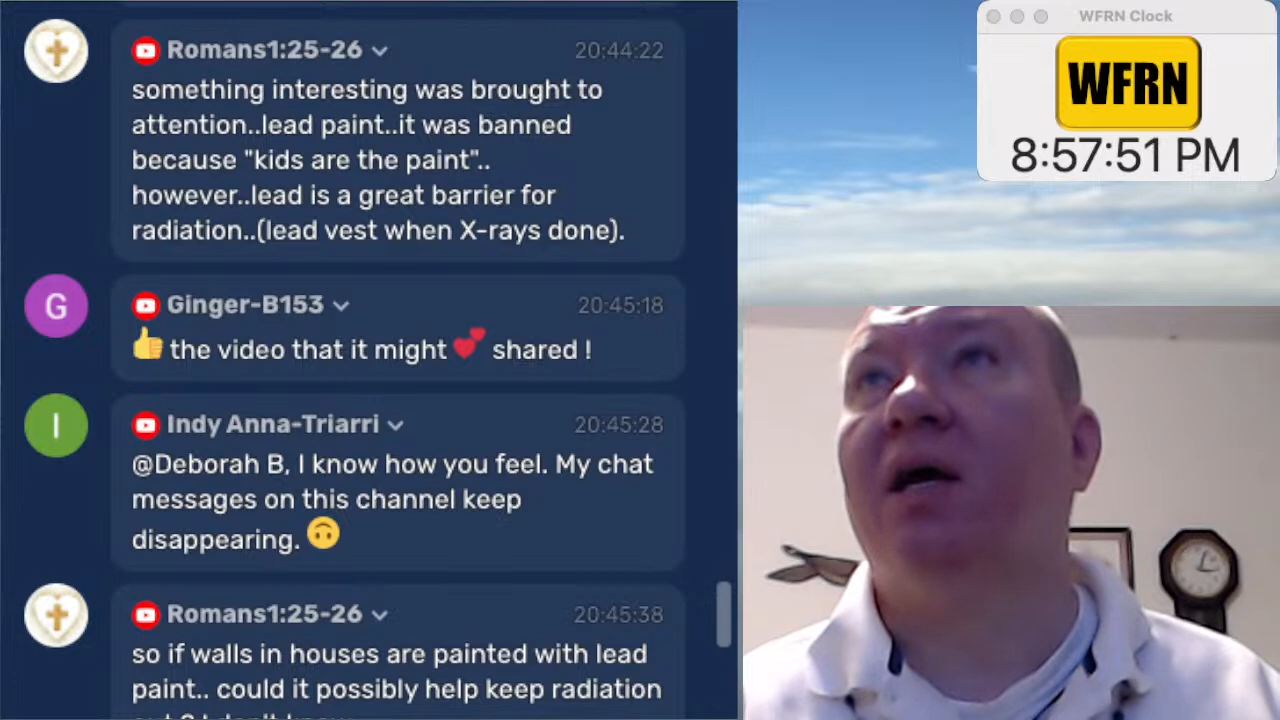 Romans1:25-26 20:44:22
something interesting was brought to
attention..lead paint..it was banned
because "kids are the paint"..
however..lead is a great barrier for
radiation..(lead vest when X-rays done).
G
Ginger-B153 20:45:18
👍 the video that it might 💕 shared !
I
Indy Anna-Triarri 20:45:28
@Deborah B, I know how you feel. My chat
messages on this channel keep
disappearing. 🙃
Romans1:25-26 20:45:38
so if walls in houses are painted with lead
paint.. could it possibly help keep radiation
WFRN Clock
WFRN
8:57:51 PM